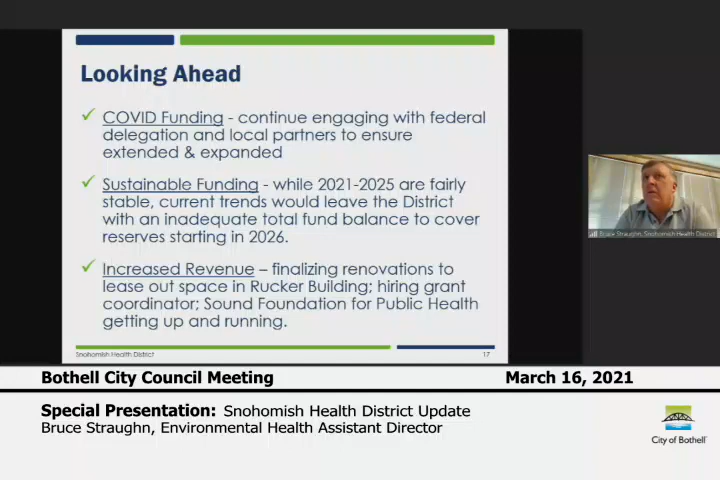 Looking Ahead
COVID Funding - continue engaging with federal
delegation and local partners to ensure
extended & expanded
Sustainable Funding - while 2021-2025 are fairly
stable, current trends would leave the District
with an inadequate total fund balance to cover
reserves starting in 2026.
Increased Revenue – finalizing renovations to
lease out space in Rucker Building; hiring grant
coordinator; Sound Foundation for Public Health
getting up and running.
Snohomish Health District 17
Bruce Straughn, Snohomish Health District
Bothell City Council Meeting March 16, 2021
Special Presentation: Snohomish Health District Update
Bruce Straughn, Environmental Health Assistant Director
City of Bothell